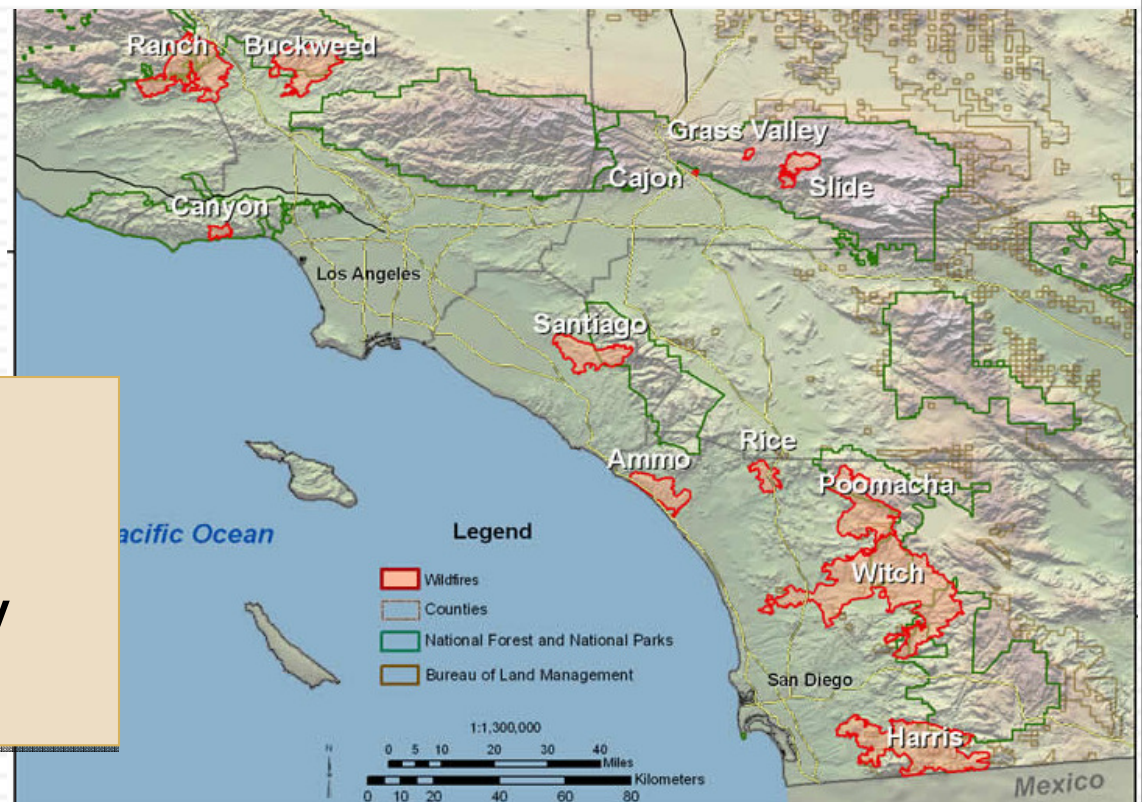 Ranch
Buckweed
Grass Valley
Cajon
Slide
Canyon
Los Angeles
Santiago
Rice
Ammo
Poomacha
acific Ocean
Legend
Witch
Wildfires
Counties
y
National Forest and National Parks
Bureau of Land Management
San Diego
1:1,300,000
Harris
N
0 5 10 20 30 40
Miles
Kilometers
0 10 20 40 60 80
Mexico